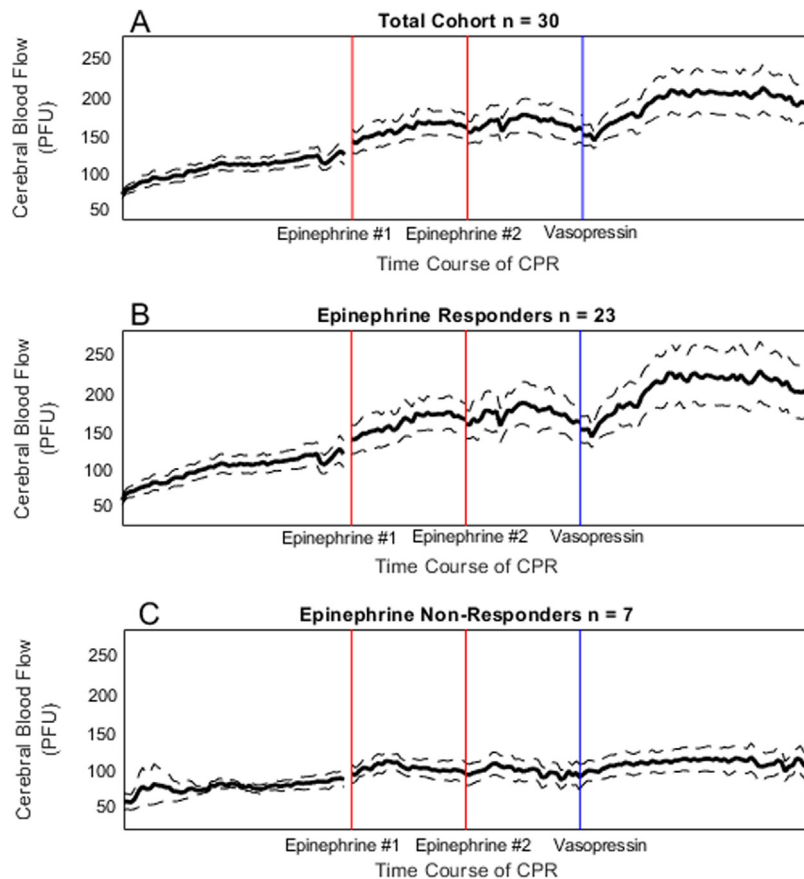 A
Total Cohort n = 30
250
200
150
100
50
Cerebral Blood Flow
(PFU)
Epinephrine #1 Epinephrine #2 Vasopressin
Time Course of CPR
B
Epinephrine Responders n = 23
250
200
150
100
50
Cerebral Blood Flow
(PFU)
Epinephrine #1 Epinephrine #2 Vasopressin
Time Course of CPR
C
Epinephrine Non-Responders n = 7
250
200
150
100
50
Cerebral Blood Flow
(PFU)
Epinephrine #1 Epinephrine #2 Vasopressin
Time Course of CPR